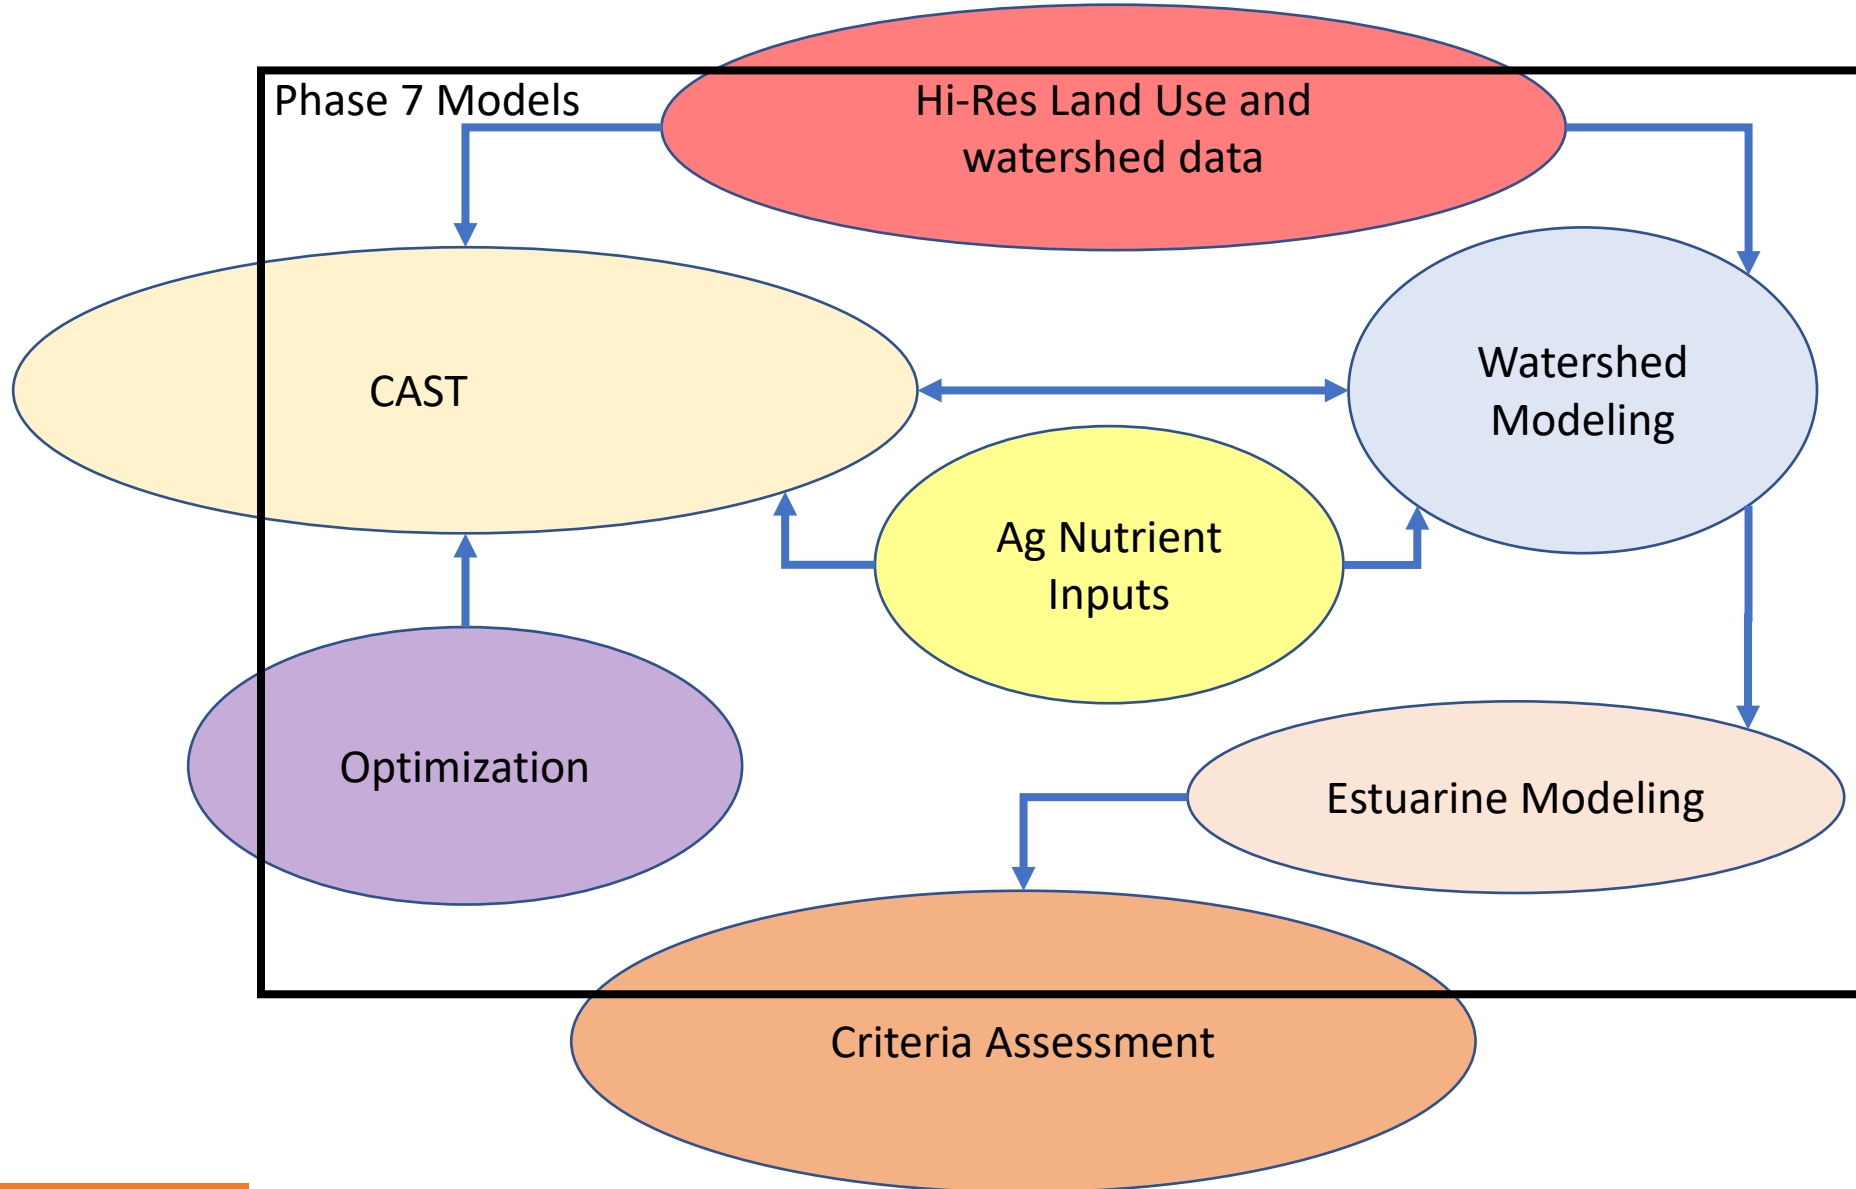 Phase 7 Models
Hi-Res Land Use and
watershed data
CAST
Watershed
Modeling
Ag Nutrient
Inputs
Optimization
Estuarine Modeling
Criteria Assessment